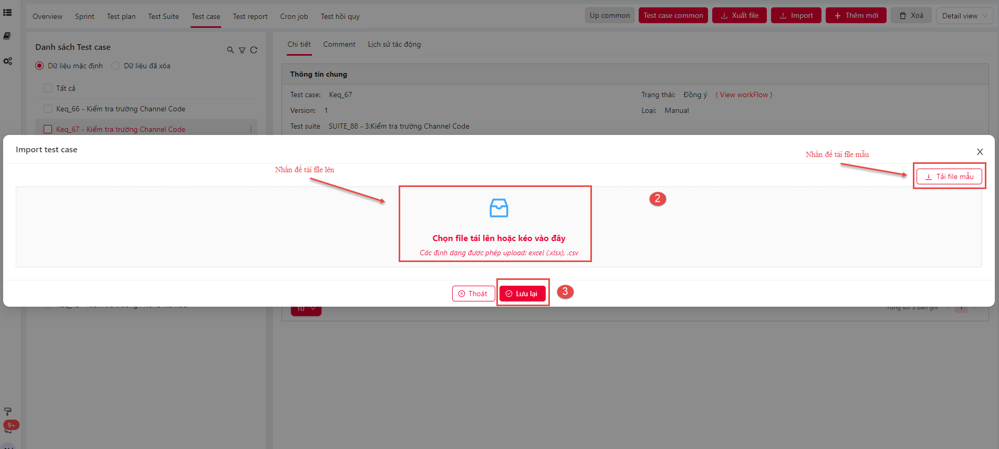 Overview Sprint Test plan Test Suite Test case Test report Cron job Test hồi quy Up common Test case common Xuất file Import Thêm mới Xoá Detail view
Danh sách Test case
Dữ liệu mặc định Dữ liệu đã xóa
Tất cả
Keq_66 - Kiểm tra trường Channel Code
Keq_67 - Kiểm tra trường Channel Code
Chi tiết Comment Lịch sử tác động
Thông tin chung
Test case: Keq_67 Trạng thái: Đồng ý ( View workFlow )
Version: 1 Loại: Manual
Test suite SUITE_88 - 3:Kiểm tra trường Channel Code
Import test case
Nhấn để tải file mẫu
Nhấn để tải file lên
Tải file mẫu
2
Chọn file tải lên hoặc kéo vào đây
Các định dạng được phép upload: excel (.xlsx), .csv
Thoát Lưu lại 3
10 Tổng số: 5 bản ghi 1
9+